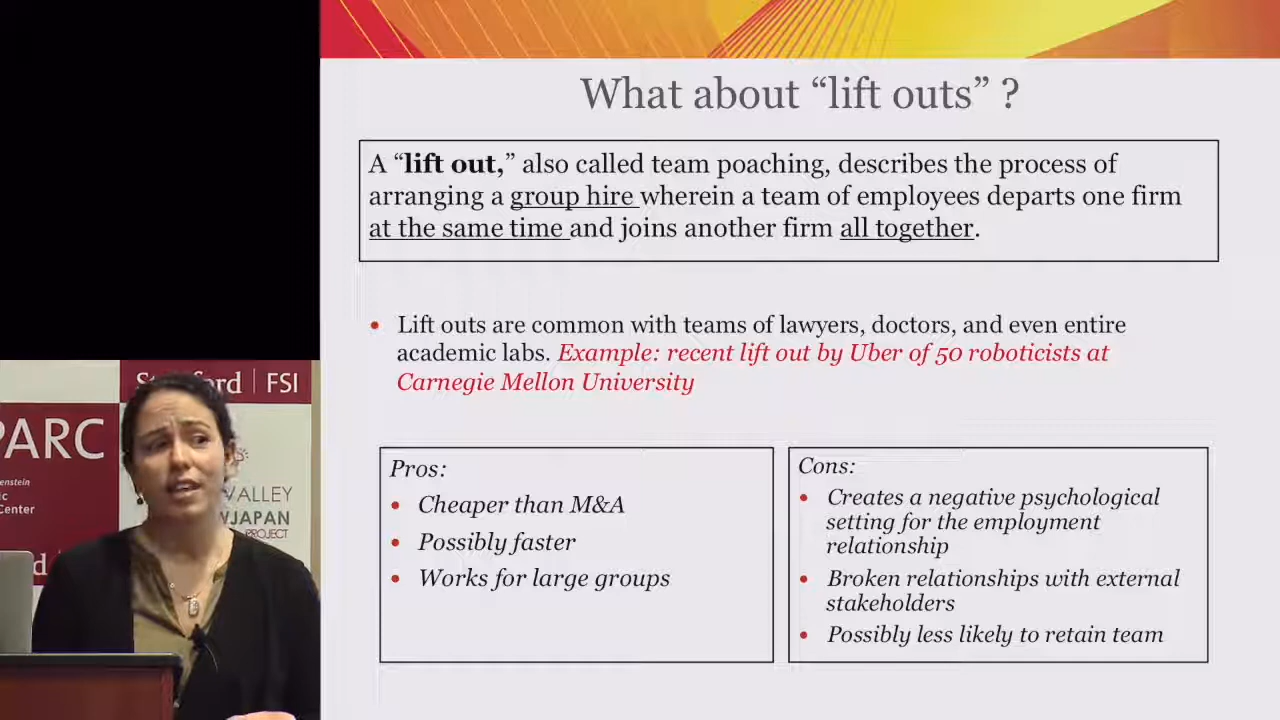 What about “lift outs” ?
A “lift out,” also called team poaching, describes the process of
arranging a group hire wherein a team of employees departs one firm
at the same time and joins another firm all together.
• Lift outs are common with teams of lawyers, doctors, and even entire
academic labs. Example: recent lift out by Uber of 50 roboticists at
Carnegie Mellon University
Pros:
• Cheaper than M&A
• Possibly faster
• Works for large groups
Cons:
• Creates a negative psychological
setting for the employment
relationship
• Broken relationships with external
stakeholders
• Possibly less likely to retain team
FSI
PARC
Center
VALLEY
JAPAN
PROJECT